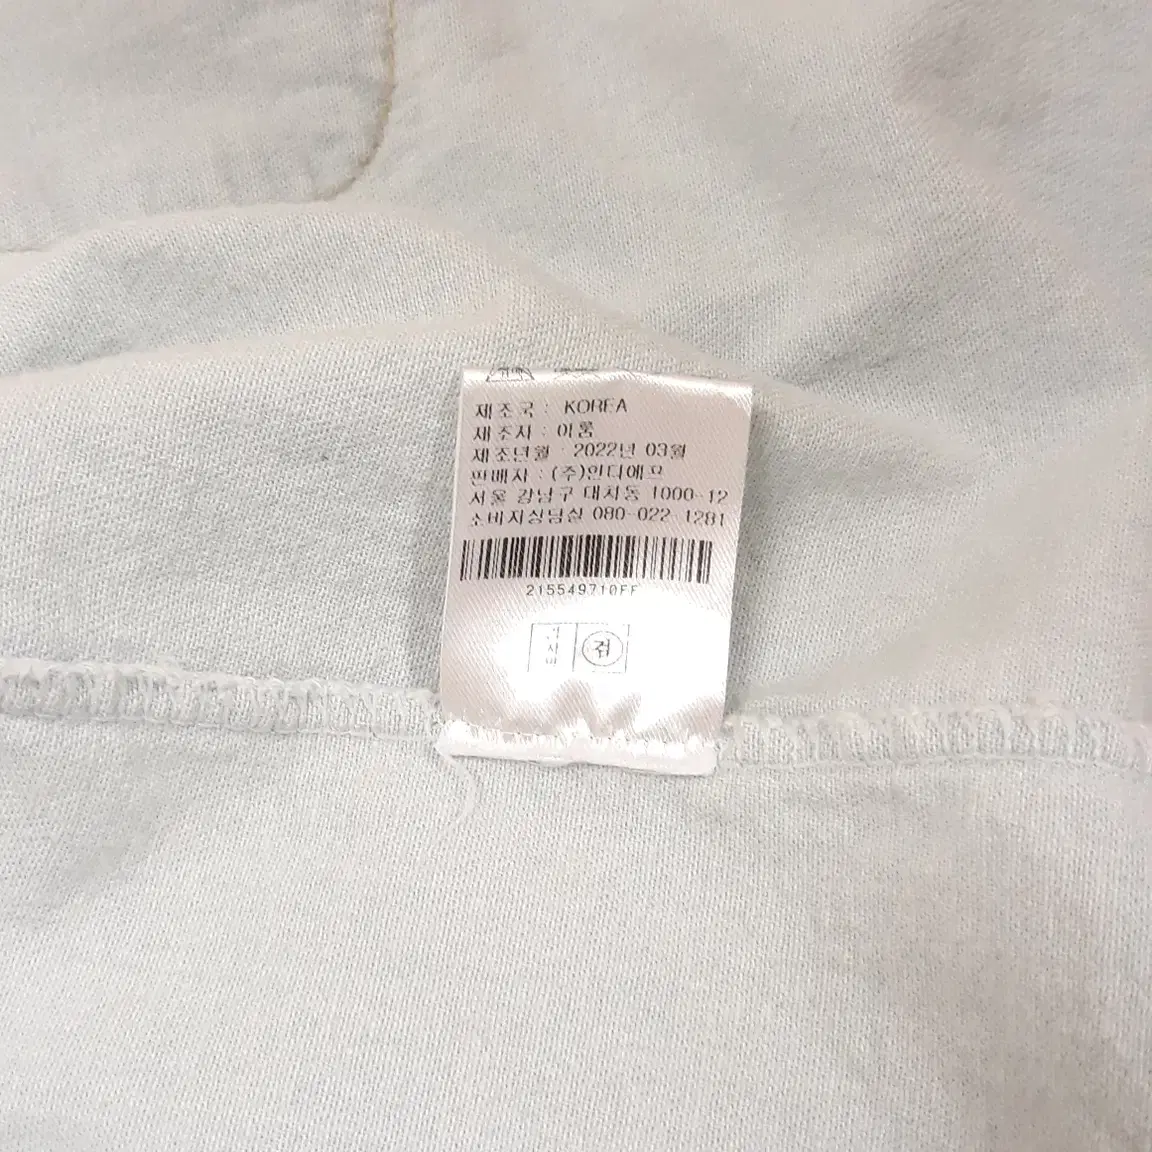 제조국 : KOREA
제조자 : 이룸
제조년월 : 2022년 03월
판매자 : (주)인디에프
서울 강남구 대치동 1000-12
소비자상담실 080-022-1281
215549710FF
검